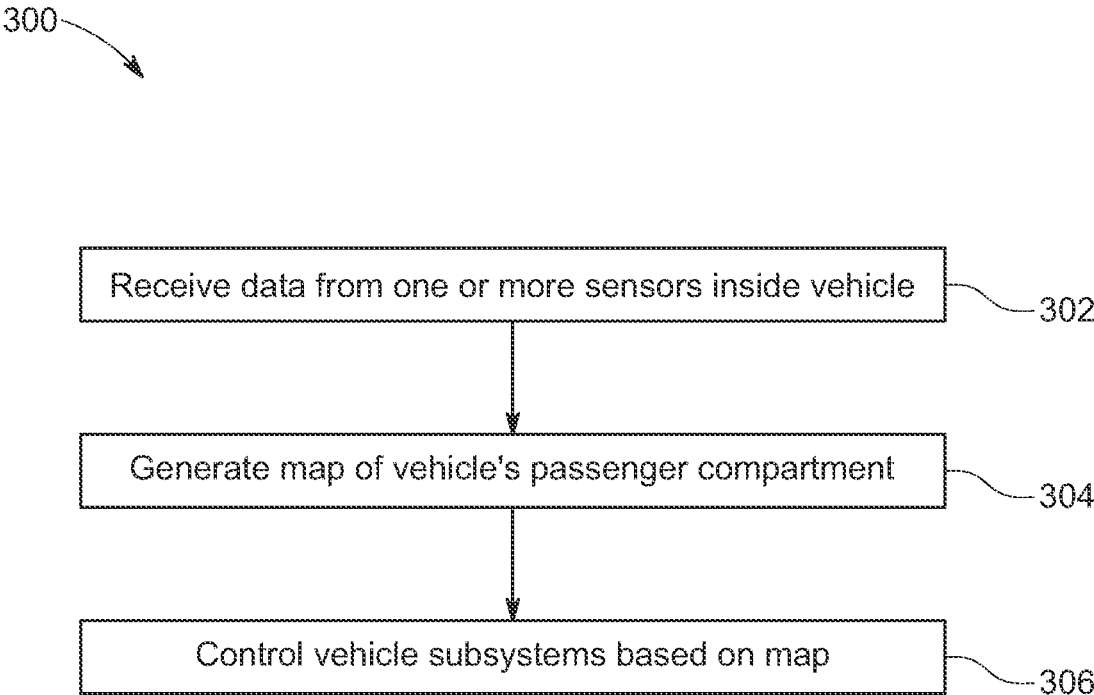 300
Receive data from one or more sensors inside vehicle
302
Generate map of vehicle's passenger compartment
304
Control vehicle subsystems based on map
306